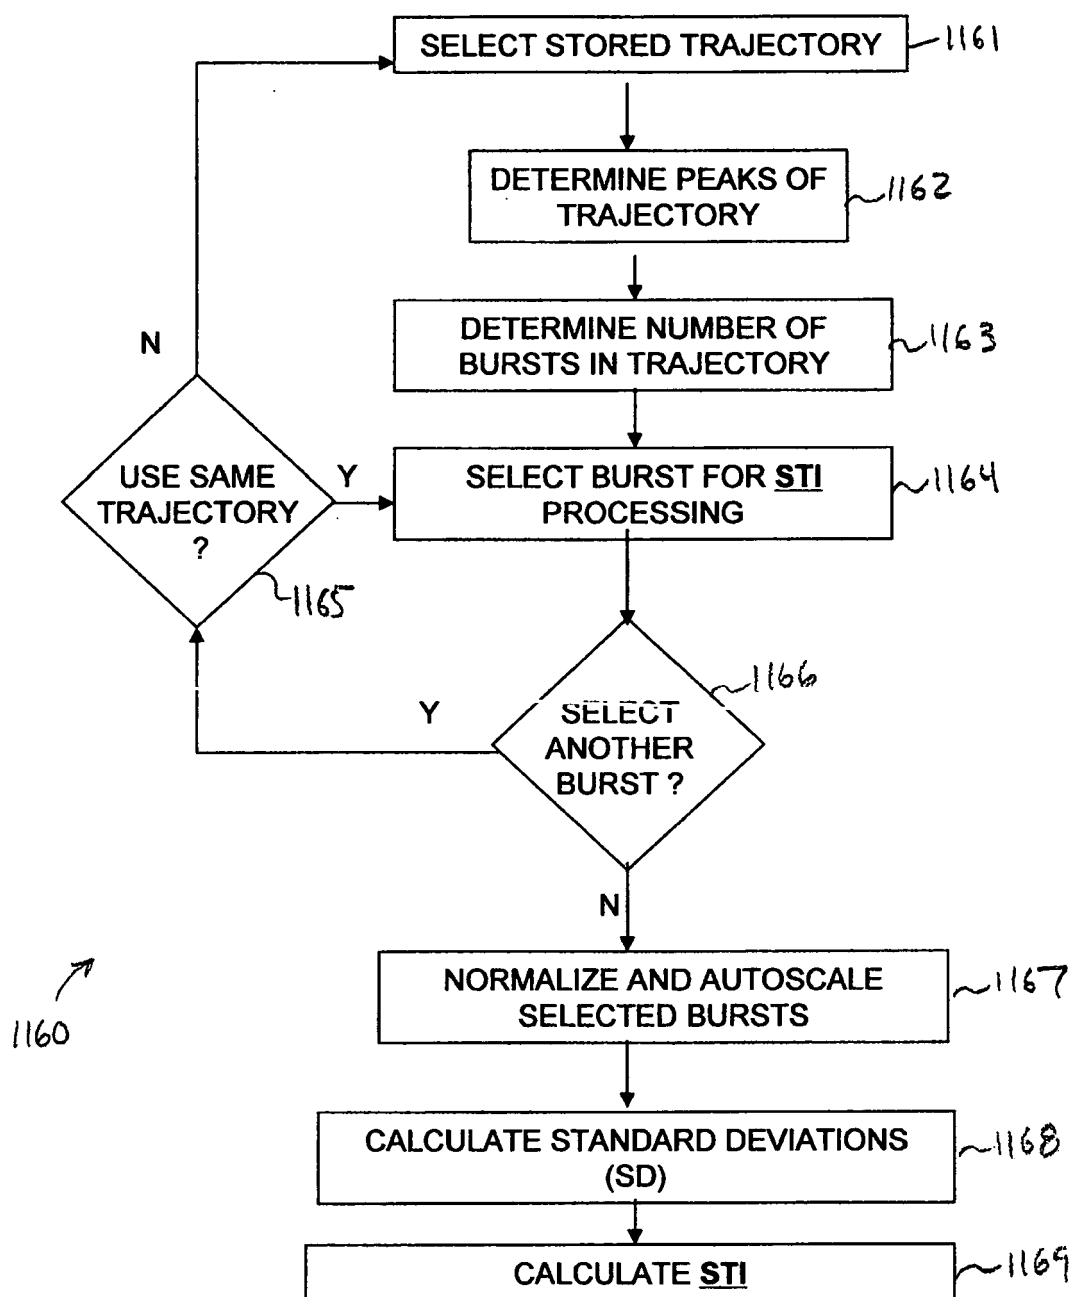 SELECT STORED TRAJECTORY
1161
DETERMINE PEAKS OF
TRAJECTORY
1162
DETERMINE NUMBER OF
BURSTS IN TRAJECTORY
1163
N
USE SAME
TRAJECTORY
?
Y
1165
SELECT BURST FOR STI
PROCESSING
1164
SELECT
ANOTHER
BURST ?
1166
Y
N
NORMALIZE AND AUTOSCALE
SELECTED BURSTS
1167
1160
CALCULATE STANDARD DEVIATIONS
(SD)
1168
CALCULATE STI
1169